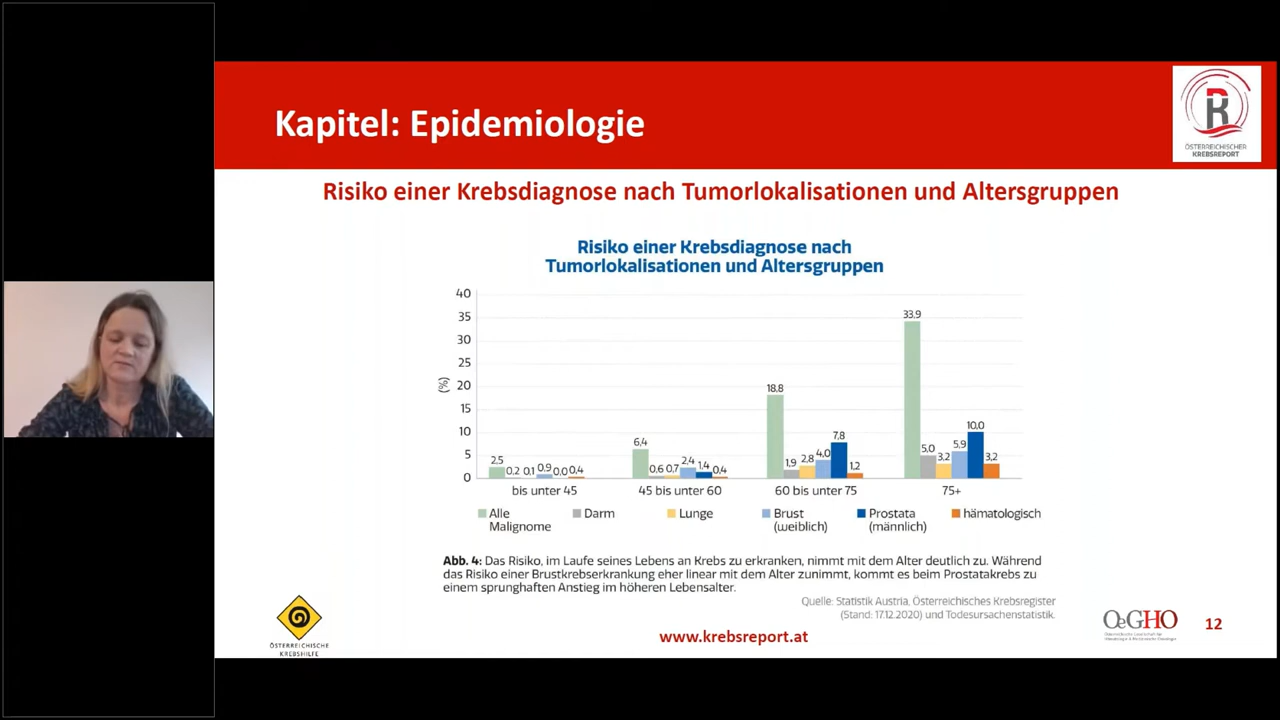 Kapitel: Epidemiologie
ÖSTERREICHISCHER
KREBSREPORT
Risiko einer Krebsdiagnose nach Tumorlokalisationen und Altersgruppen
Risiko einer Krebsdiagnose nach
Tumorlokalisationen und Altersgruppen
(%)
40
35
30
25
20
15
10
5
0
2,5 0,2 0,1 0,9 0,0 0,4
6,4 0,6 0,7 2,4 1,4 0,4
18,8 1,9 2,8 4,0 7,8 1,2
33,9 5,0 3,2 5,9 10,0 3,2
bis unter 45 45 bis unter 60 60 bis unter 75 75+
Alle Malignome
Darm
Lunge
Brust (weiblich)
Prostata (männlich)
hämatologisch
Abb. 4: Das Risiko, im Laufe seines Lebens an Krebs zu erkranken, nimmt mit dem Alter deutlich zu. Während
das Risiko einer Brustkrebserkrankung eher linear mit dem Alter zunimmt, kommt es beim Prostatakrebs zu
einem sprunghaften Anstieg im höheren Lebensalter.
Quelle: Statistik Austria, Österreichisches Krebsregister
(Stand: 17.12.2020) und Todesursachenstatistik.
ÖSTERREICHISCHE
KREBSHILFE
www.krebsreport.at
OeGHO
12